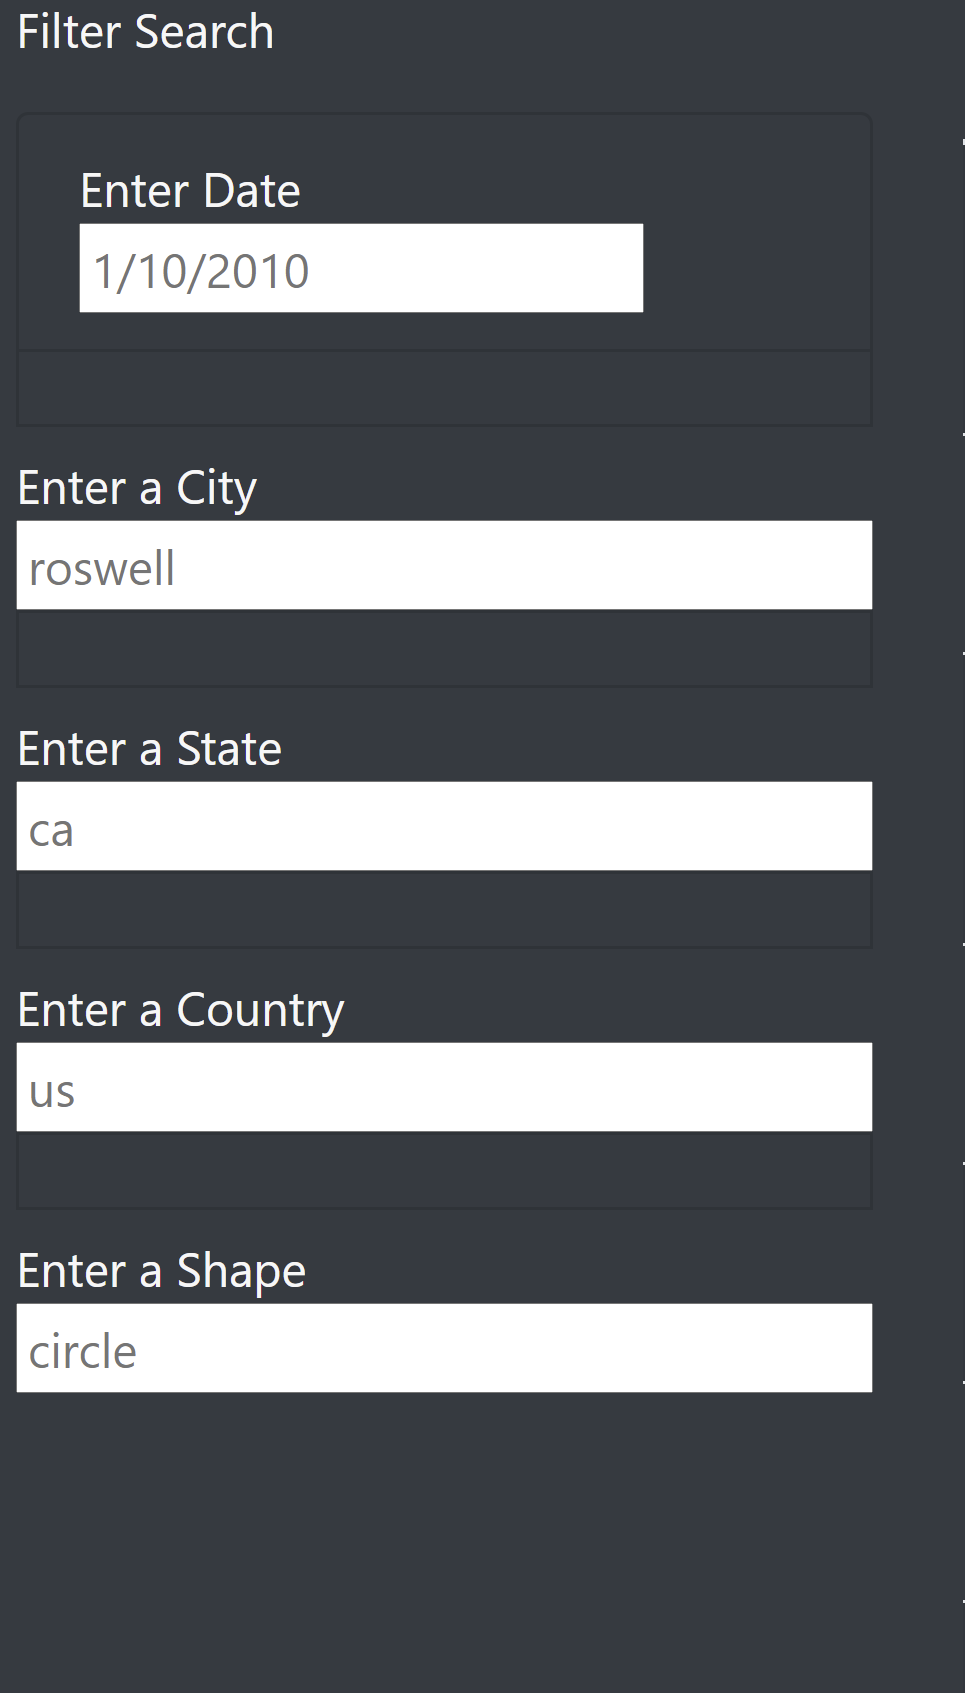 Filter Search
Enter Date
1/10/2010
Enter a City
roswell
Enter a State
ca
Enter a Country
us
Enter a Shape
circle